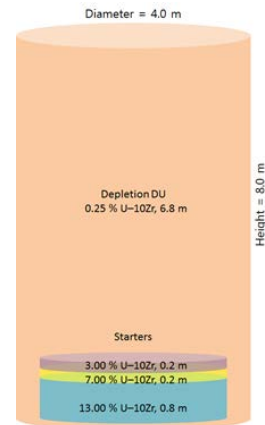 Diameter = 4.0 m
Height = 8.0 m
Depletion DU
0.25 % U–10Zr, 6.8 m
Starters
3.00 % U–10Zr, 0.2 m
7.00 % U–10Zr, 0.2 m
13.00 % U–10Zr, 0.8 m